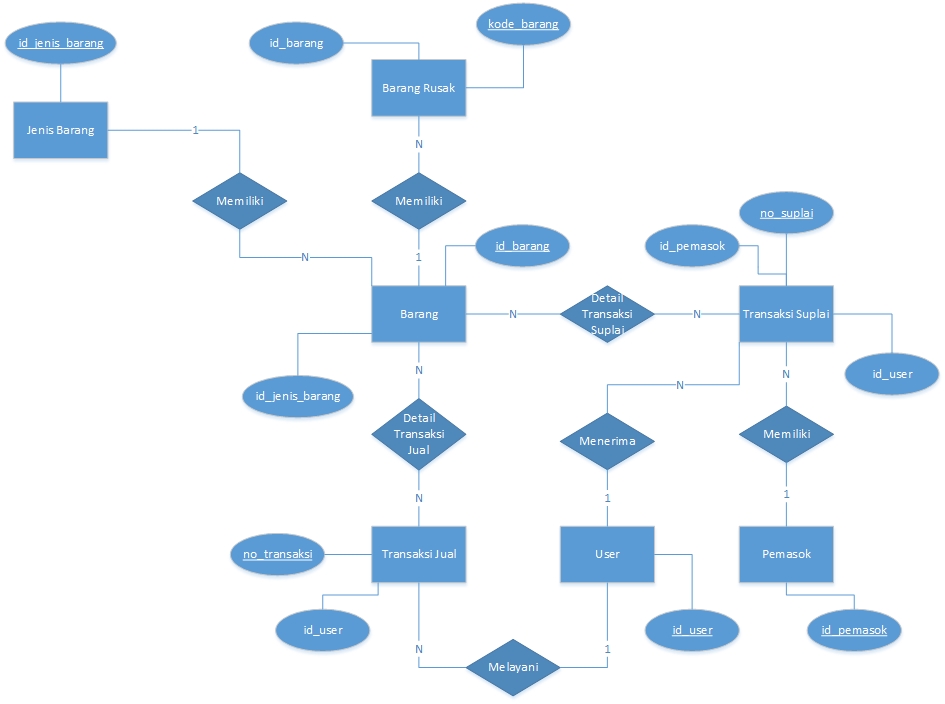 kode_barang
id_jenis_barang
id_barang
Barang Rusak
Jenis Barang
1
N
Memiliki
Memiliki
no_suplai
id_barang
id_pemasok
N
1
Barang
N
Detail
Transaksi
Suplai
N
Transaksi Suplai
N
N
id_user
N
id_jenis_barang
Detail
Transaksi
Jual
Menerima
Memiliki
N
1
1
no_transaksi
Transaksi Jual
User
Pemasok
id_user
id_user
id_pemasok
N
1
Melayani